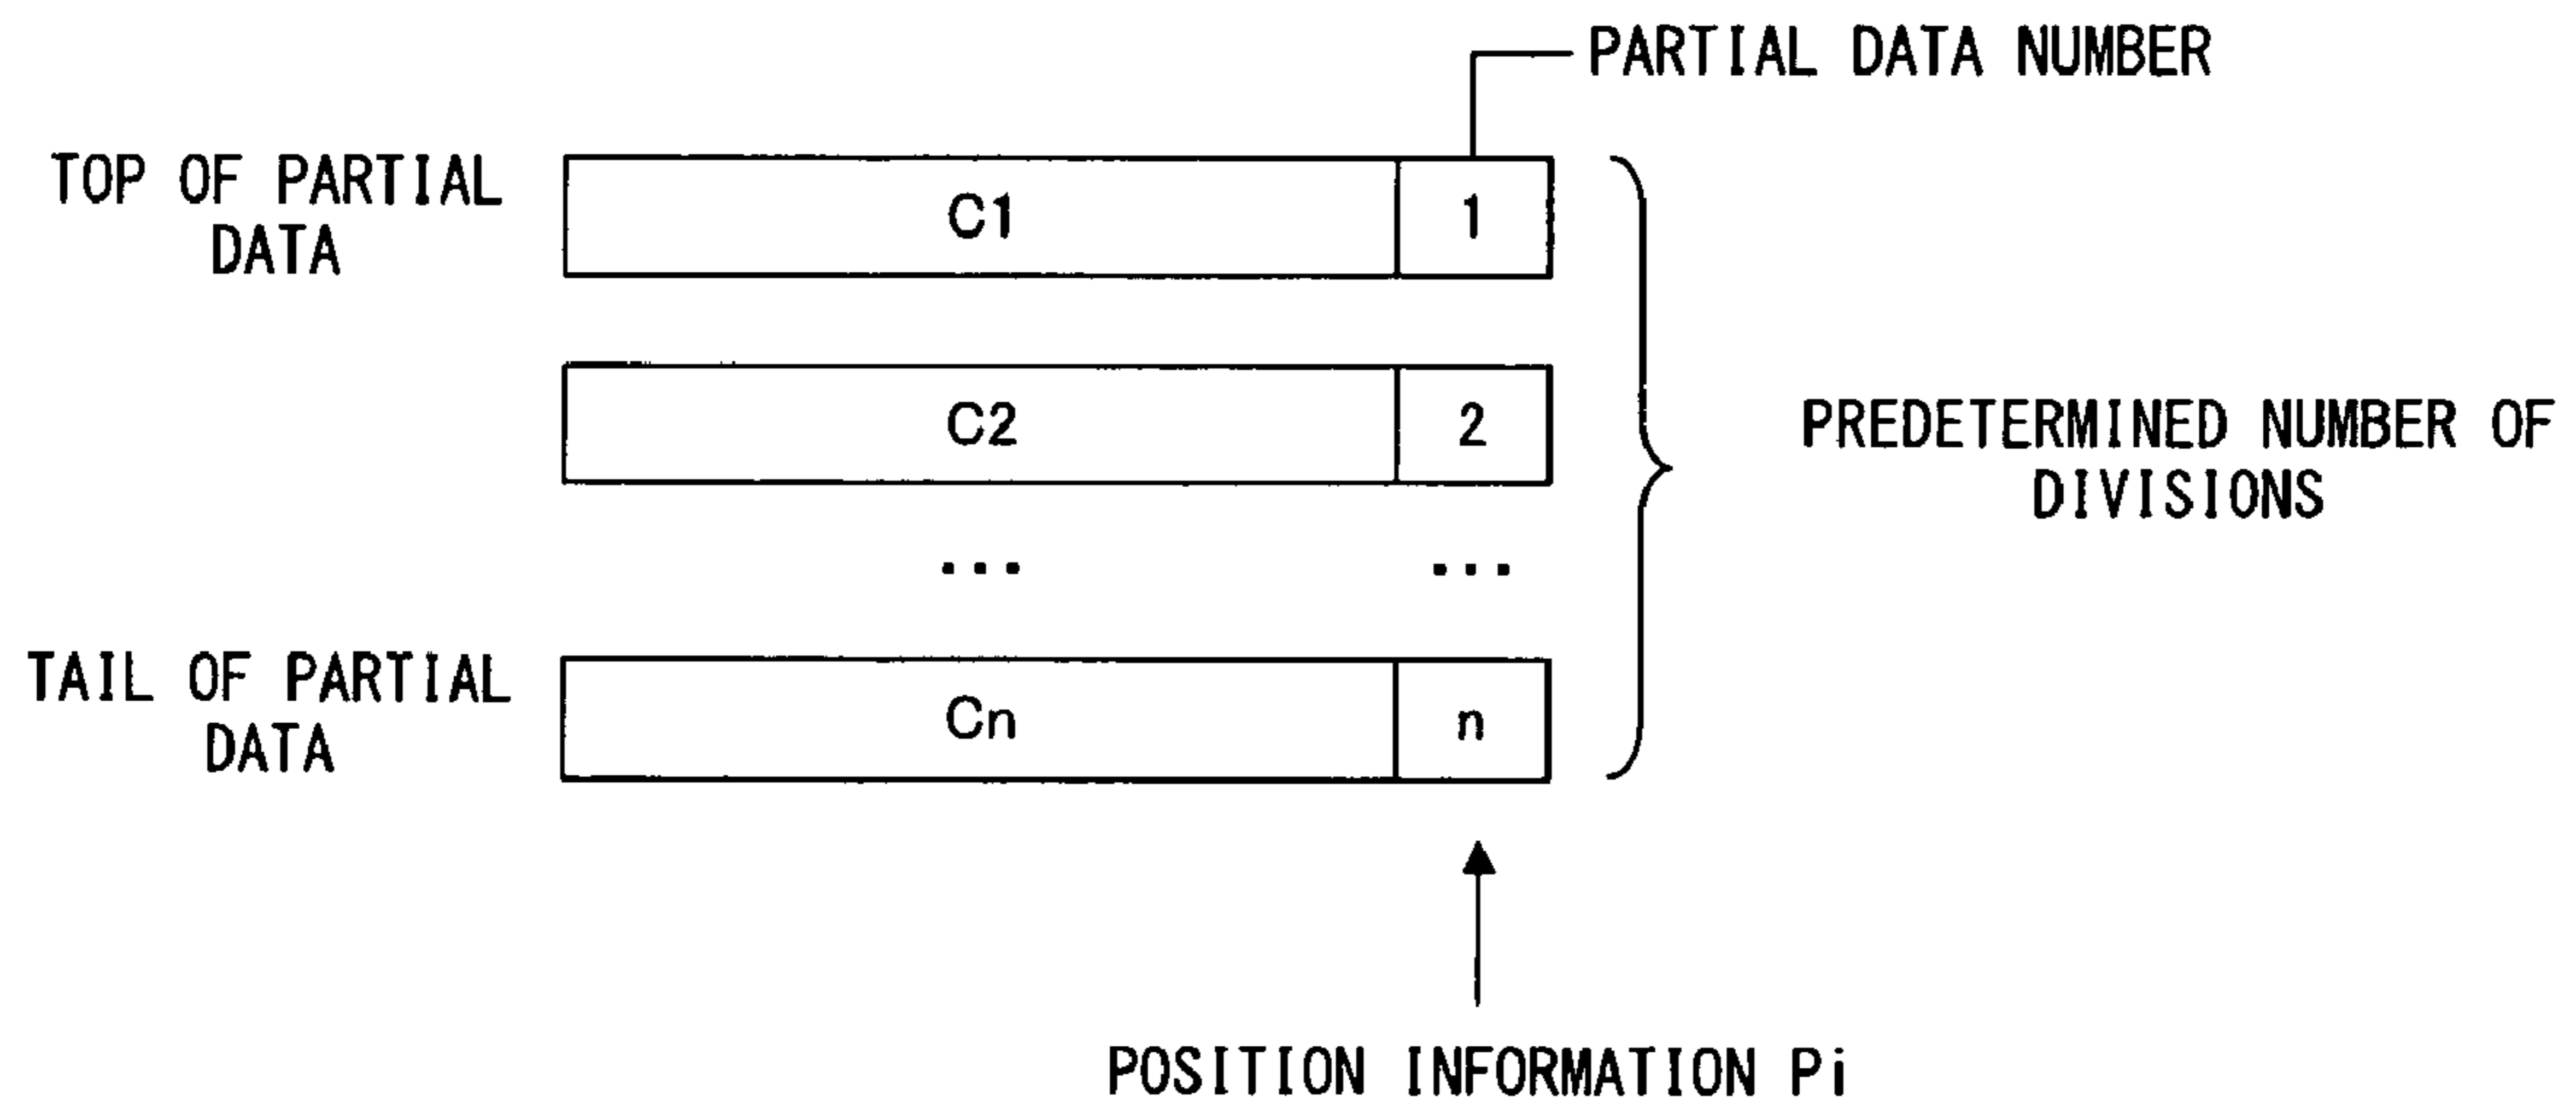 PARTIAL DATA NUMBER
TOP OF PARTIAL
DATA
C1 1
C2 2
PREDETERMINED NUMBER OF
DIVISIONS
... ...
TAIL OF PARTIAL
DATA
Cn n
POSITION INFORMATION Pi